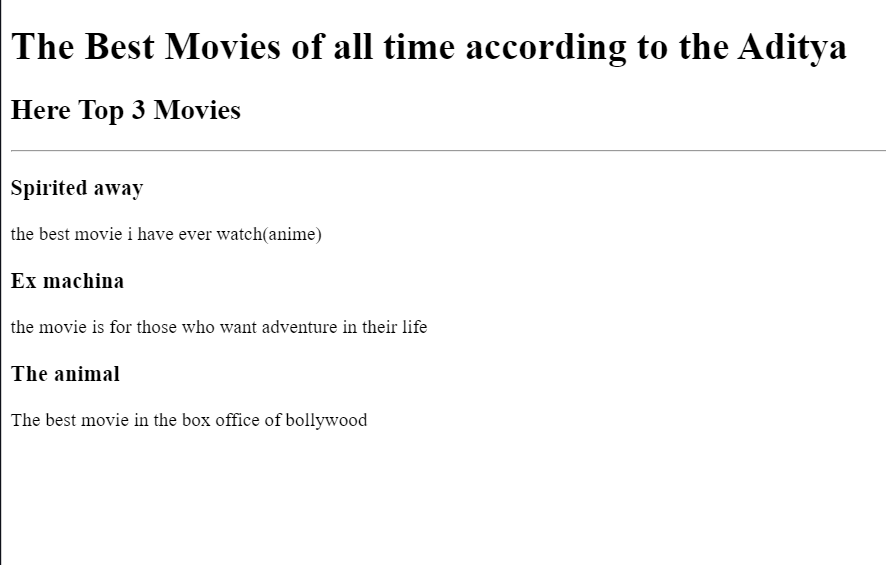 The Best Movies of all time according to the Aditya
Here Top 3 Movies
Spirited away
the best movie i have ever watch(anime)
Ex machina
the movie is for those who want adventure in their life
The animal
The best movie in the box office of bollywood